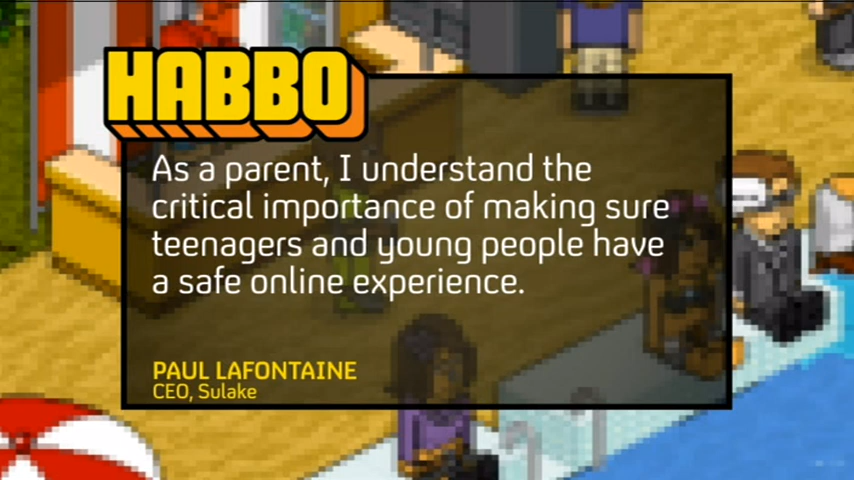 HABBO
As a parent, I understand the
critical importance of making sure
teenagers and young people have
a safe online experience.
PAUL LAFONTAINE
CEO, Sulake